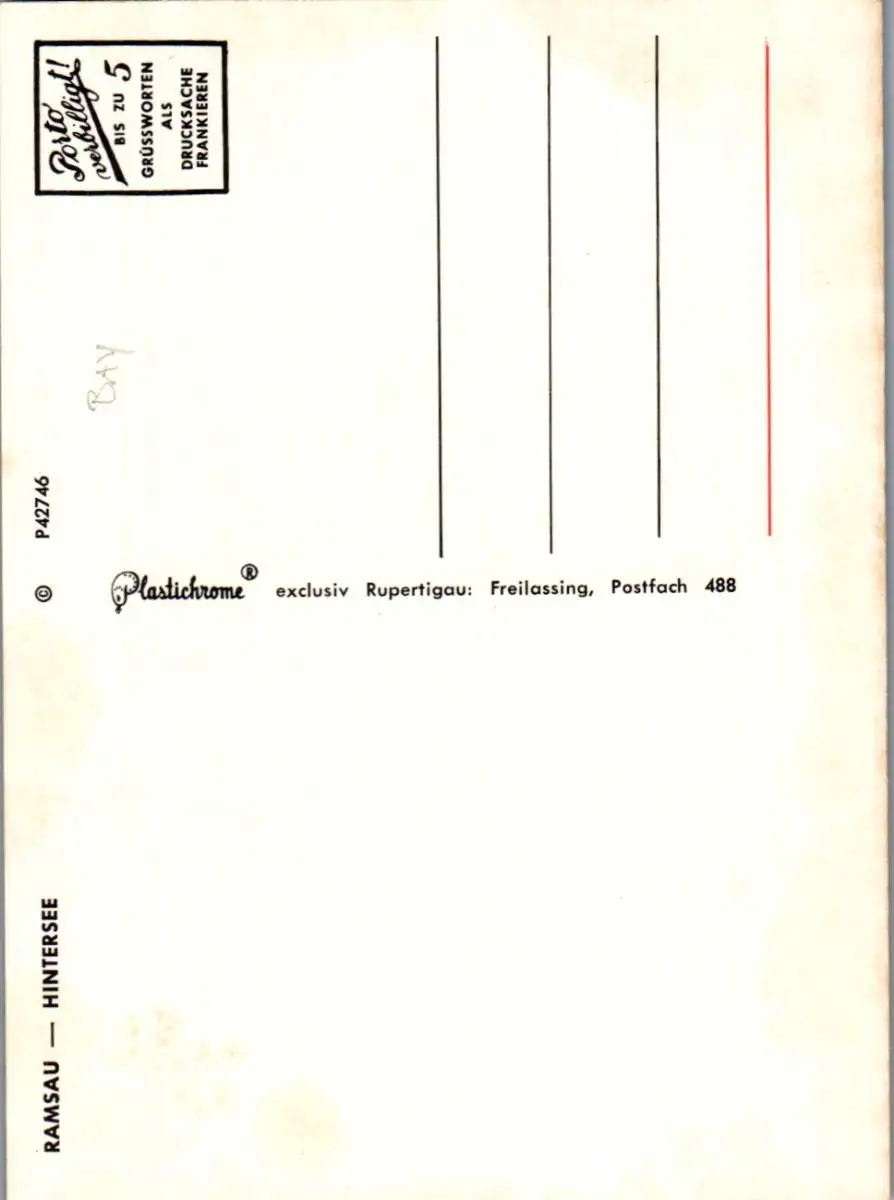 RAMSAU — HINTERSEE
© P42746
Porto
verbilligt!
BIS ZU 5
GRÜSSWORTEN
ALS
DRUCKSACHE
FRANKIEREN
BAY
Plastichrome® exclusiv Rupertigau: Freilassing, Postfach 488